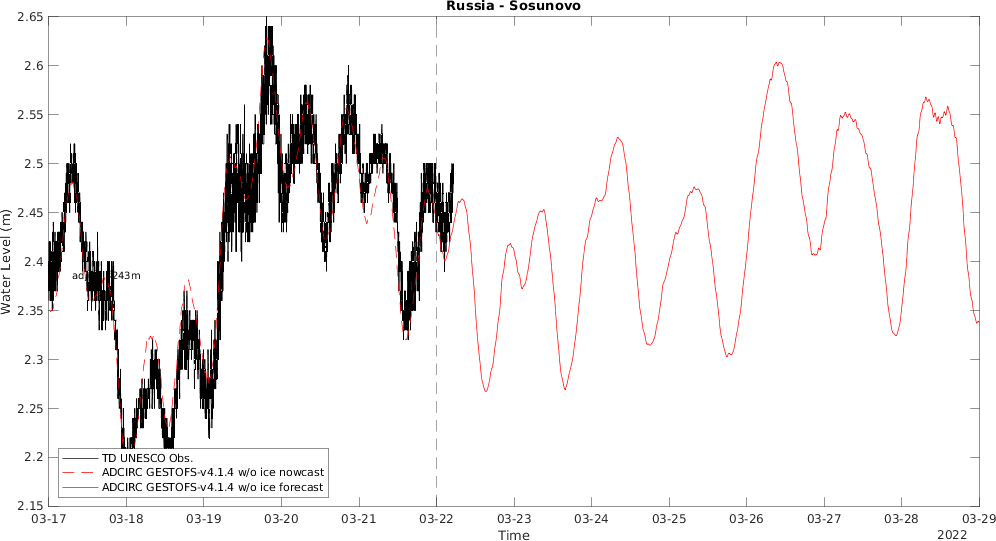 Russia - Sosunovo
2.65
2.6
2.55
2.5
2.45
2.4
2.35
2.3
2.25
2.2
2.15
Water Level (m)
243m
TD UNESCO Obs.
ADCIRC GESTOFS-v4.1.4 w/o ice nowcast
ADCIRC GESTOFS-v4.1.4 w/o ice forecast
03-17 03-18 03-19 03-20 03-21 03-22 03-23 03-24 03-25 03-26 03-27 03-28 03-29
Time
2022